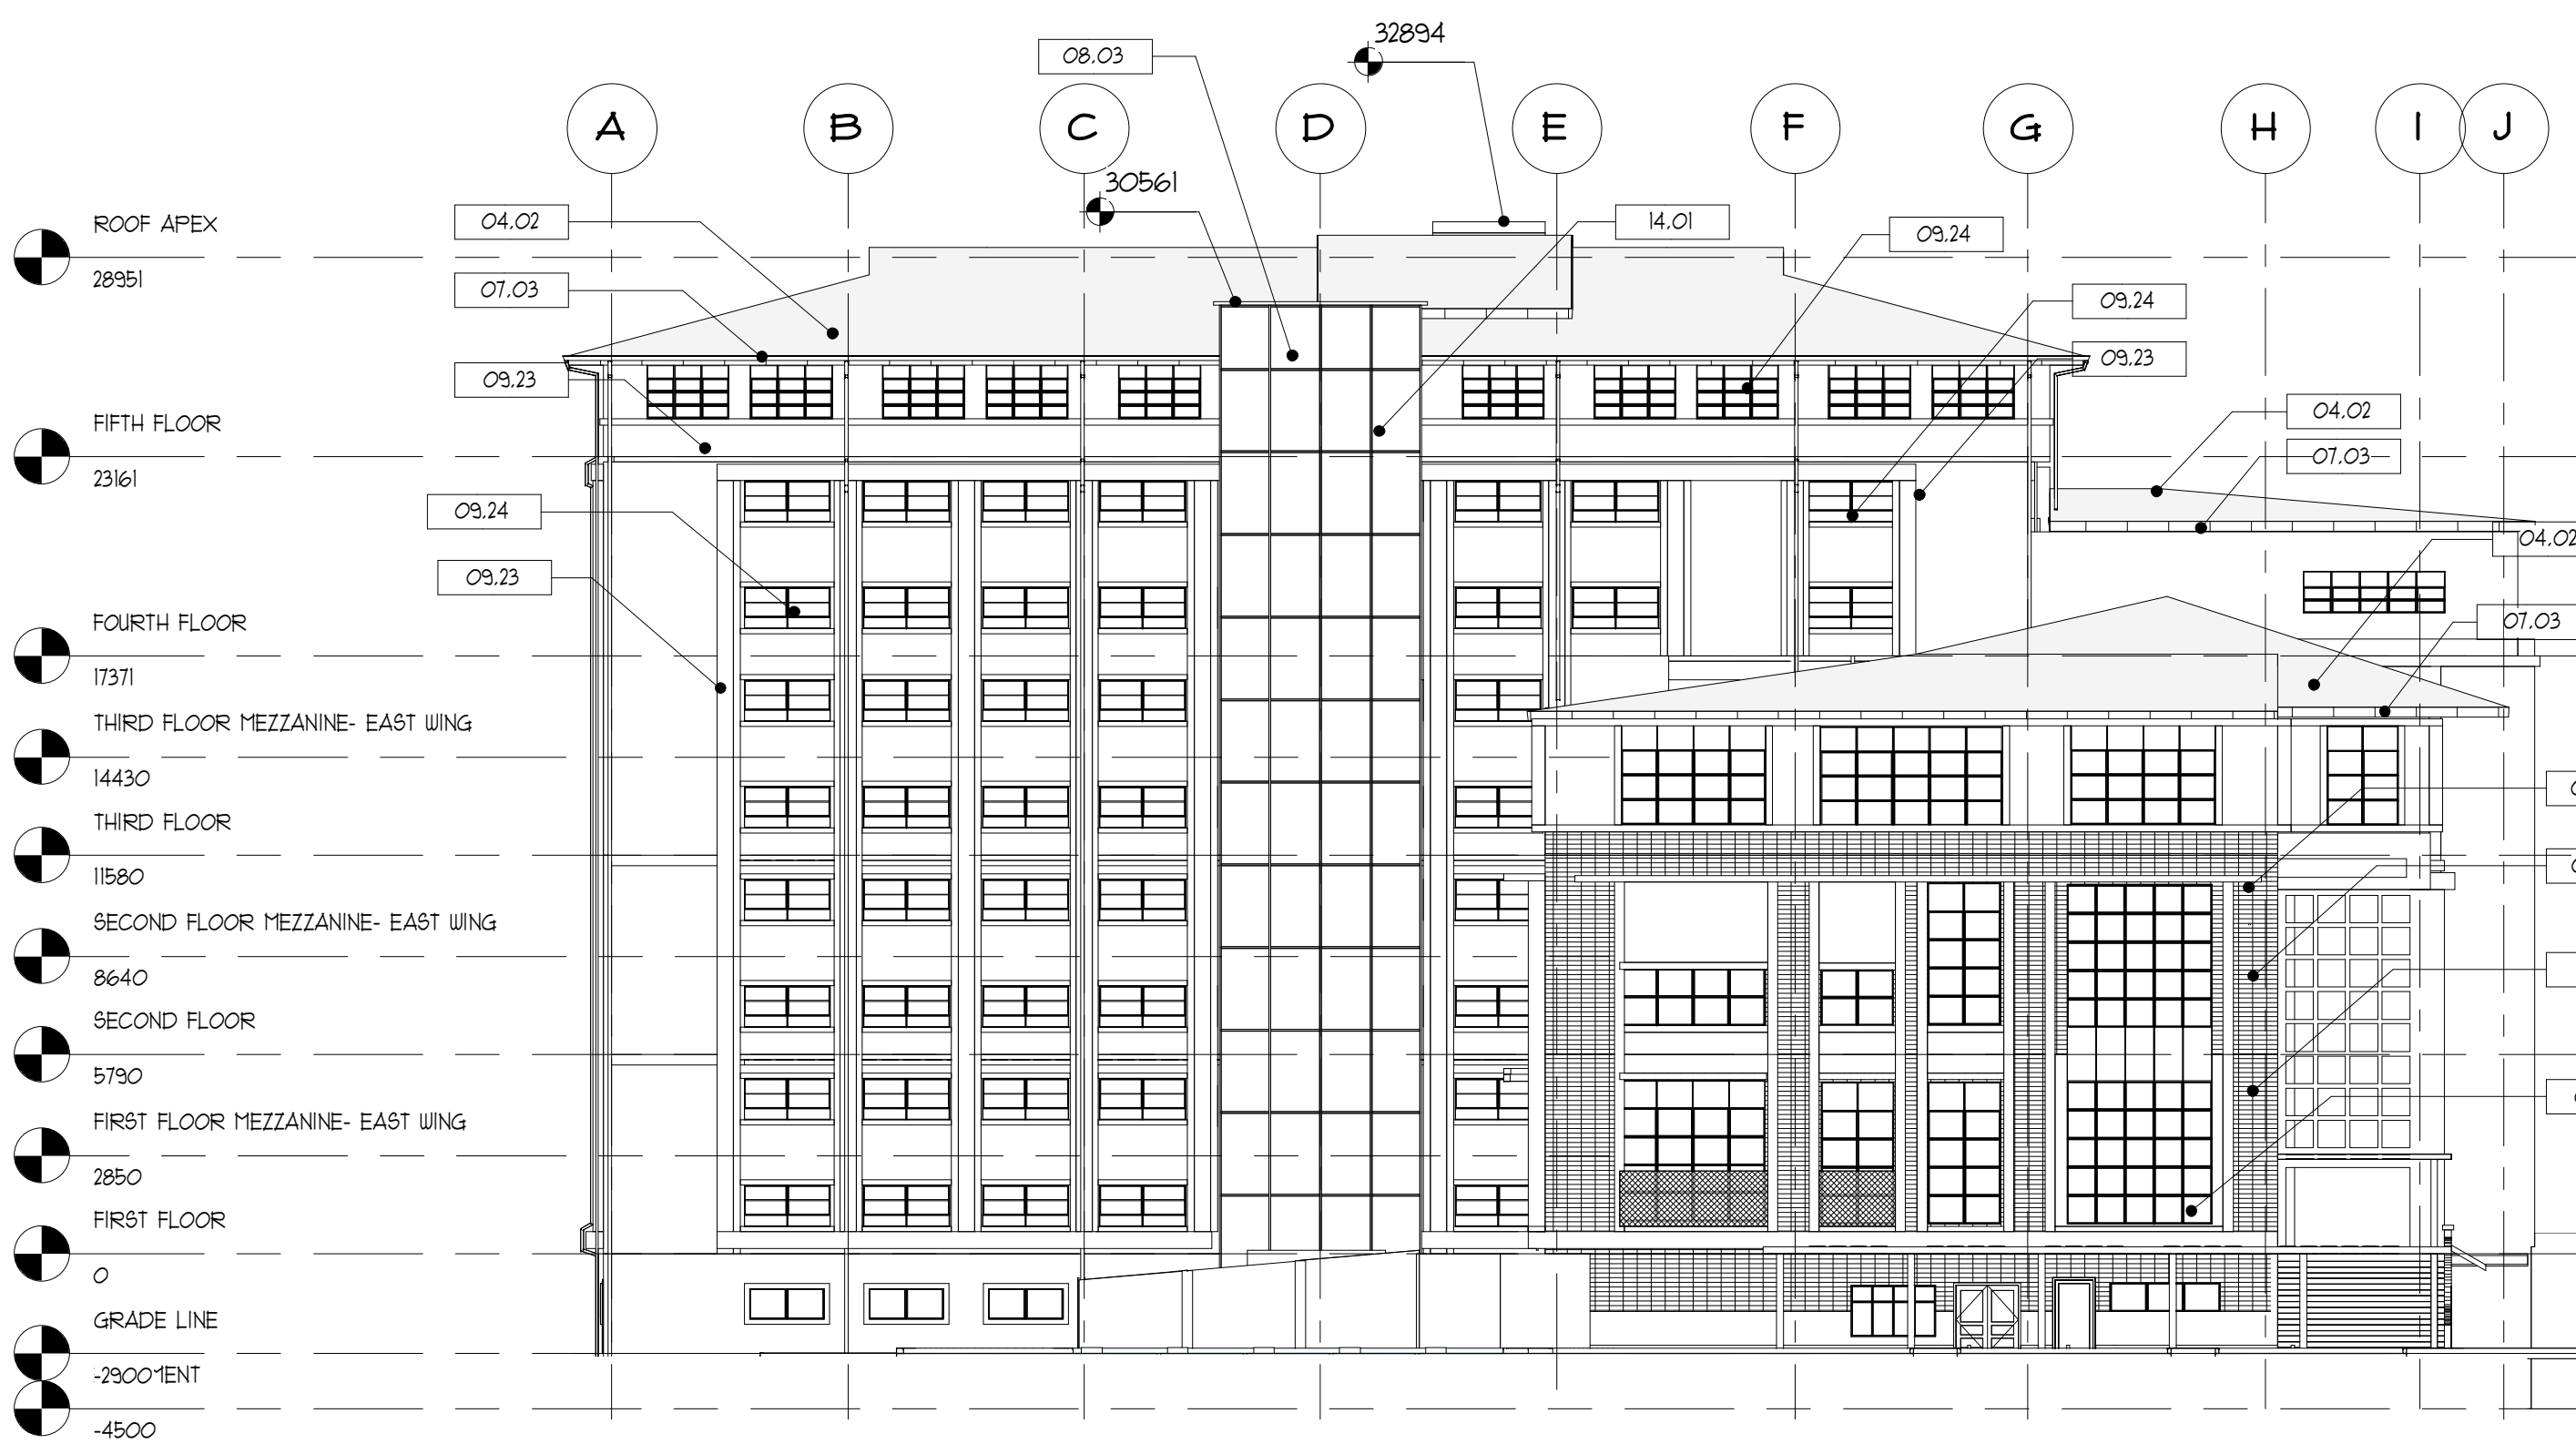 32894
08.03
A
B
C
D
E
F
G
H
I
J
30561
ROOF APEX
28951
04.02
14.01
09.24
07.03
09.24
09.23
09.23
04.02
FIFTH FLOOR
23161
07.03
09.24
04.02
09.23
FOURTH FLOOR
17371
07.03
THIRD FLOOR MEZZANINE- EAST WING
14430
THIRD FLOOR
11580
SECOND FLOOR MEZZANINE- EAST WING
8640
SECOND FLOOR
5790
FIRST FLOOR MEZZANINE- EAST WING
2850
FIRST FLOOR
0
GRADE LINE
-2900
-4500